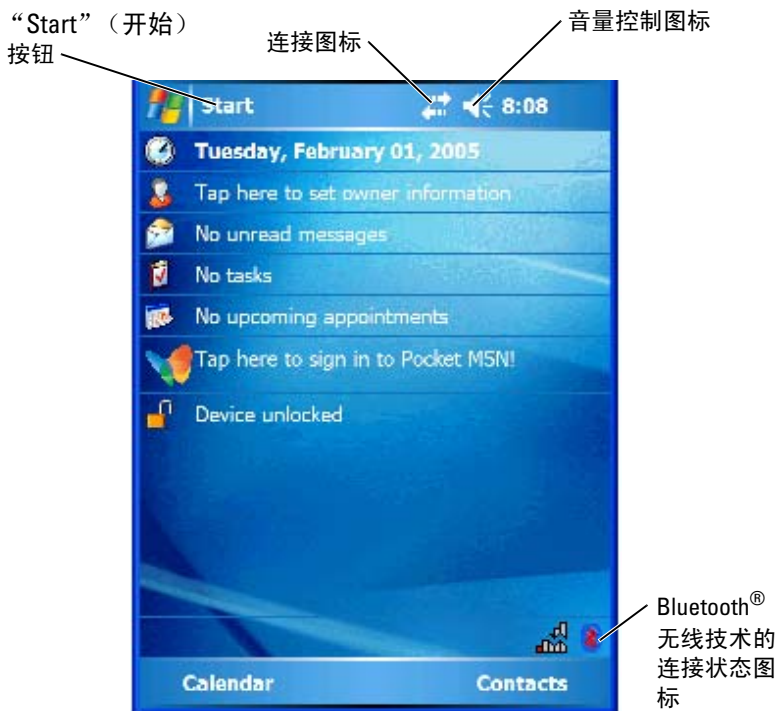 “Start”（开始）
按钮
连接图标
音量控制图标
Start 8:08
Tuesday, February 01, 2005
Tap here to set owner information
No unread messages
No tasks
No upcoming appointments
Tap here to sign in to Pocket MSN!
Device unlocked
Bluetooth®
无线技术的
连接状态图
标
Calendar Contacts